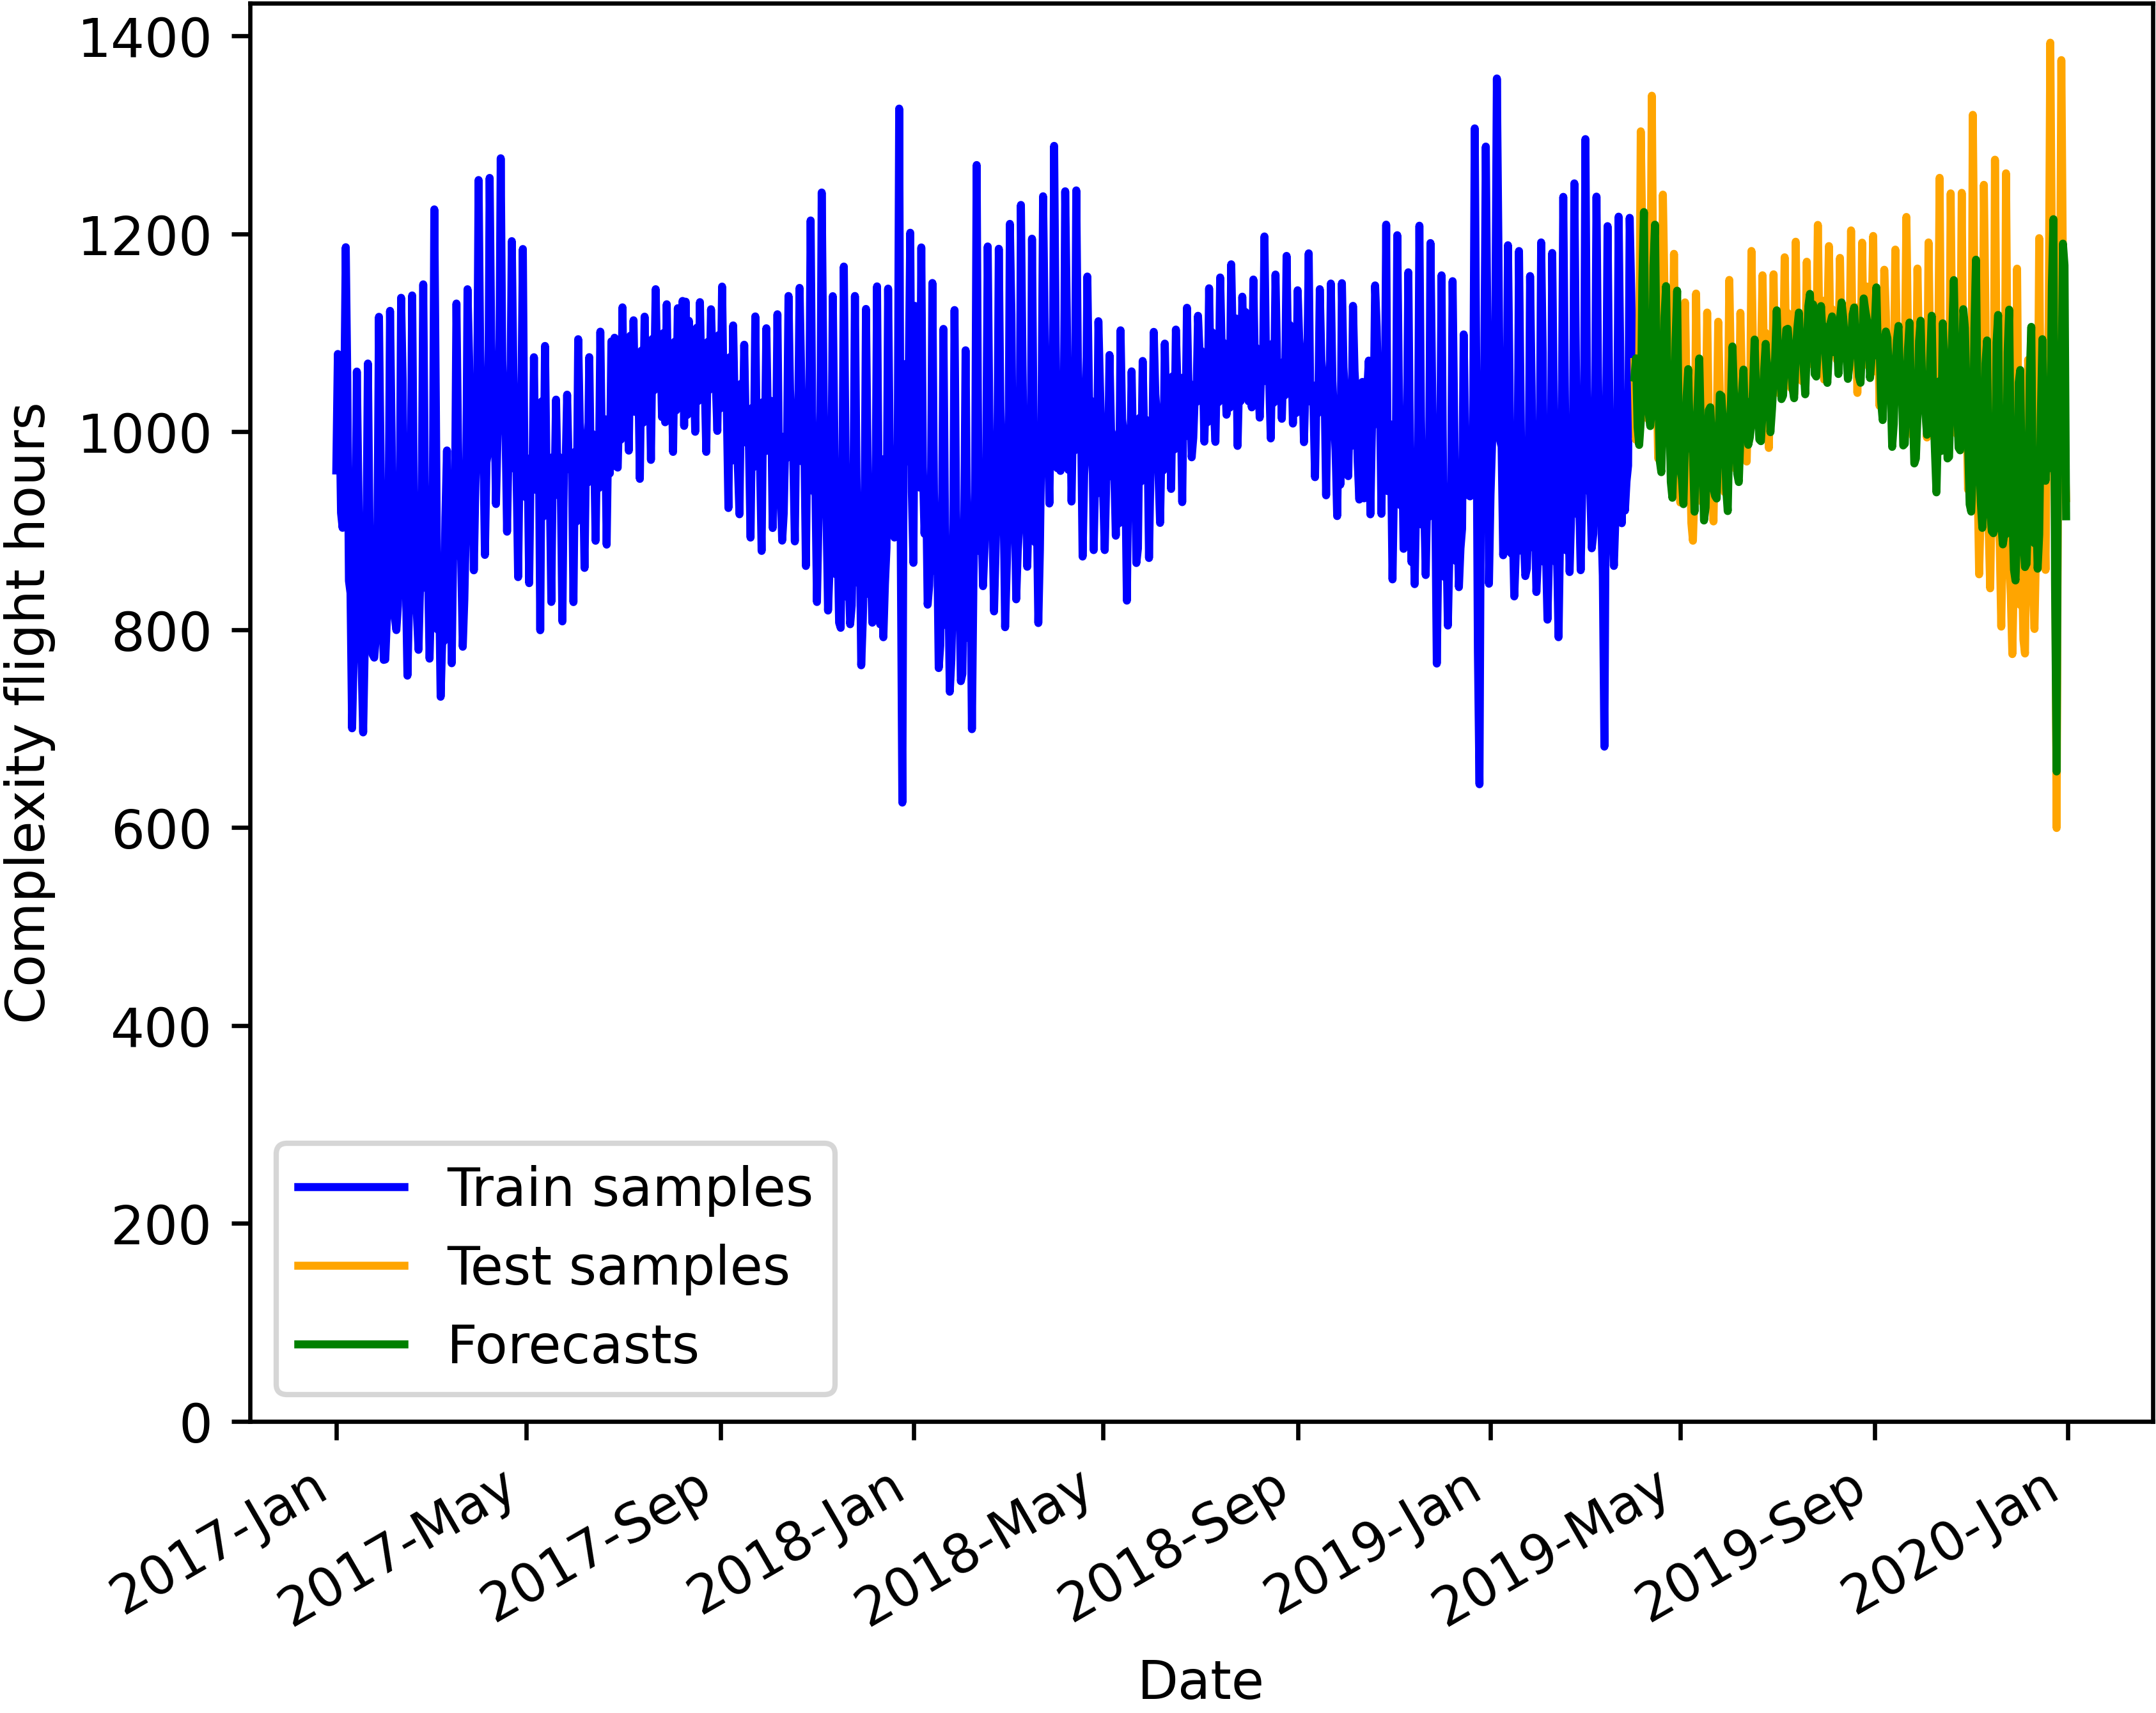 1400
1200
1000
800
600
400
200
0
Complexity flight hours
Train samples
Test samples
Forecasts
2017-Jan
2017-May
2017-Sep
2018-Jan
2018-May
2018-Sep
2019-Jan
2019-May
2019-Sep
2020-Jan
Date